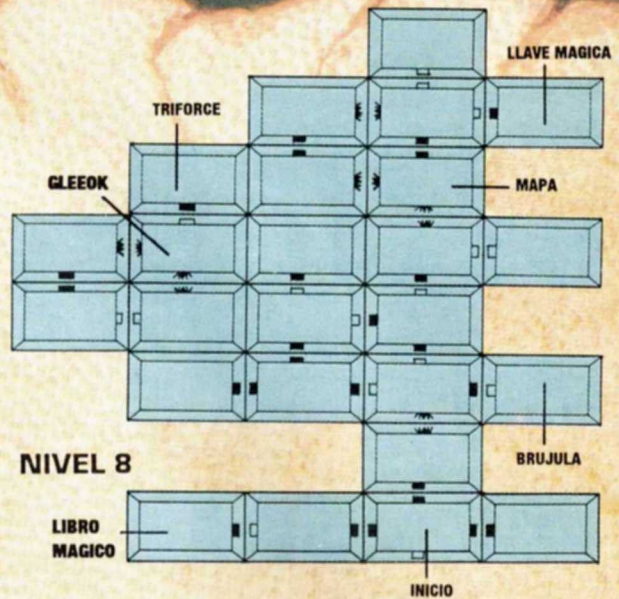 LLAVE MAGICA
TRIFORCE
GLEEOK
MAPA
NIVEL 8
BRUJULA
LIBRO
MAGICO
INICIO